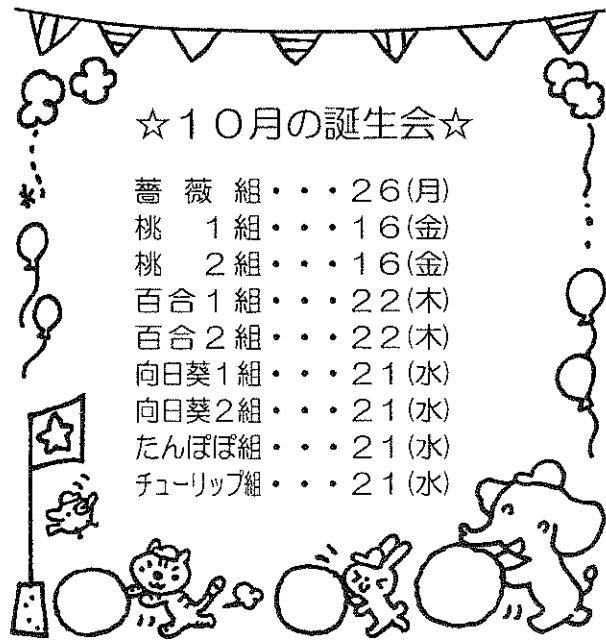 ☆１０月の誕生会☆
薔薇組・・・２６(月)
桃　１組・・・１６(金)
桃　２組・・・１６(金)
百合１組・・・２２(木)
百合２組・・・２２(木)
向日葵１組・・・２１(水)
向日葵２組・・・２１(水)
たんぽぽ組・・・２１(水)
チューリップ組・・・２１(水)